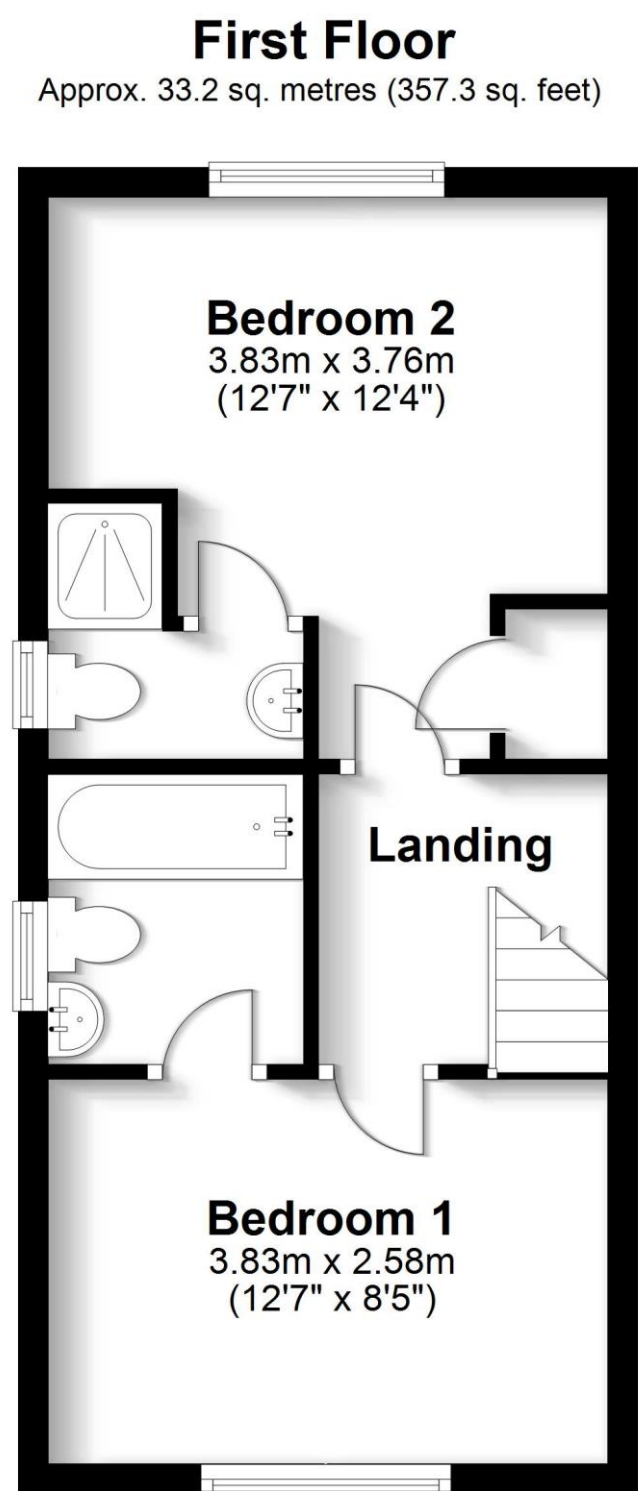 First Floor
Approx. 33.2 sq. metres (357.3 sq. feet)
Bedroom 2
3.83m x 3.76m
(12'7" x 12'4")
Landing
Bedroom 1
3.83m x 2.58m
(12'7" x 8'5")